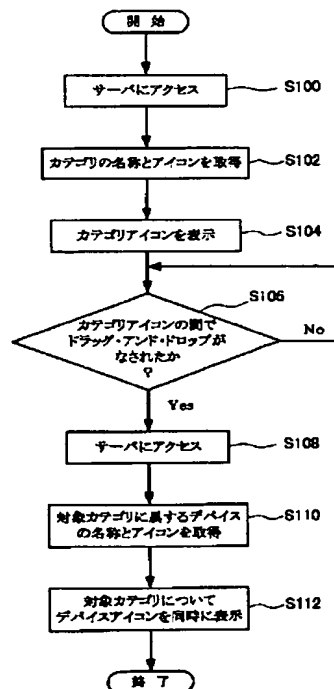 開 始
サーバにアクセス
S100
カテゴリの名称とアイコンを取得
S102
カテゴリアイコンを表示
S104
S106
カテゴリアイコンの間で
ドラッグ・アンド・ドロップが
なされたか
?
No
Yes
サーバにアクセス
S108
対象カテゴリに属するデバイス
の名称とアイコンを取得
S110
対象カテゴリについて
デバイスアイコンを同時に表示
S112
終 了